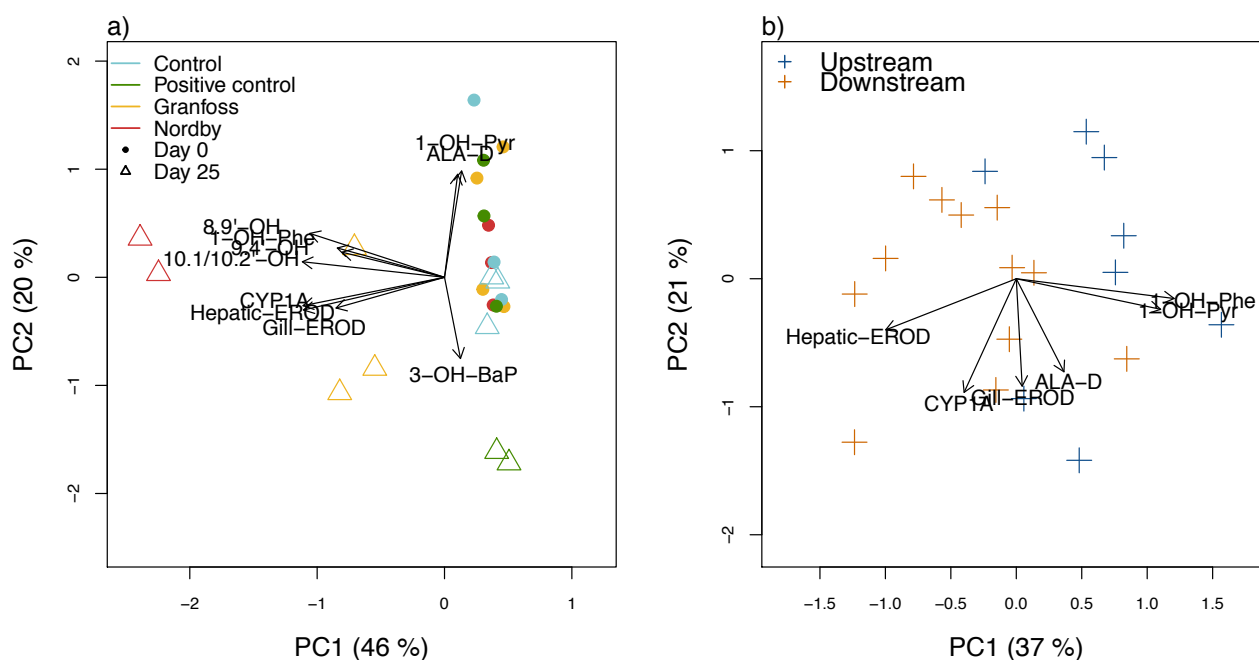 a)
Control
Positive control
Granfoss
Nordby
Day 0
Day 25
1−OH−Pyr
ALA−D
8.9'−OH
1−OH−Phe
9.4'−OH
10.1/10.2'−OH
CYP1A
Hepatic−EROD
Gill−EROD
3−OH−BaP
2
1
0
−1
−2
PC2 (20 %)
−2 −1 0 1
PC1 (46 %)
b)
Upstream
Downstream
1−OH−Phe
1−OH−Pyr
Hepatic−EROD
ALA−D
Gill−EROD
CYP1A
1
0
−1
−2
PC2 (21 %)
−1.5 −1.0 −0.5 0.0 0.5 1.0 1.5
PC1 (37 %)